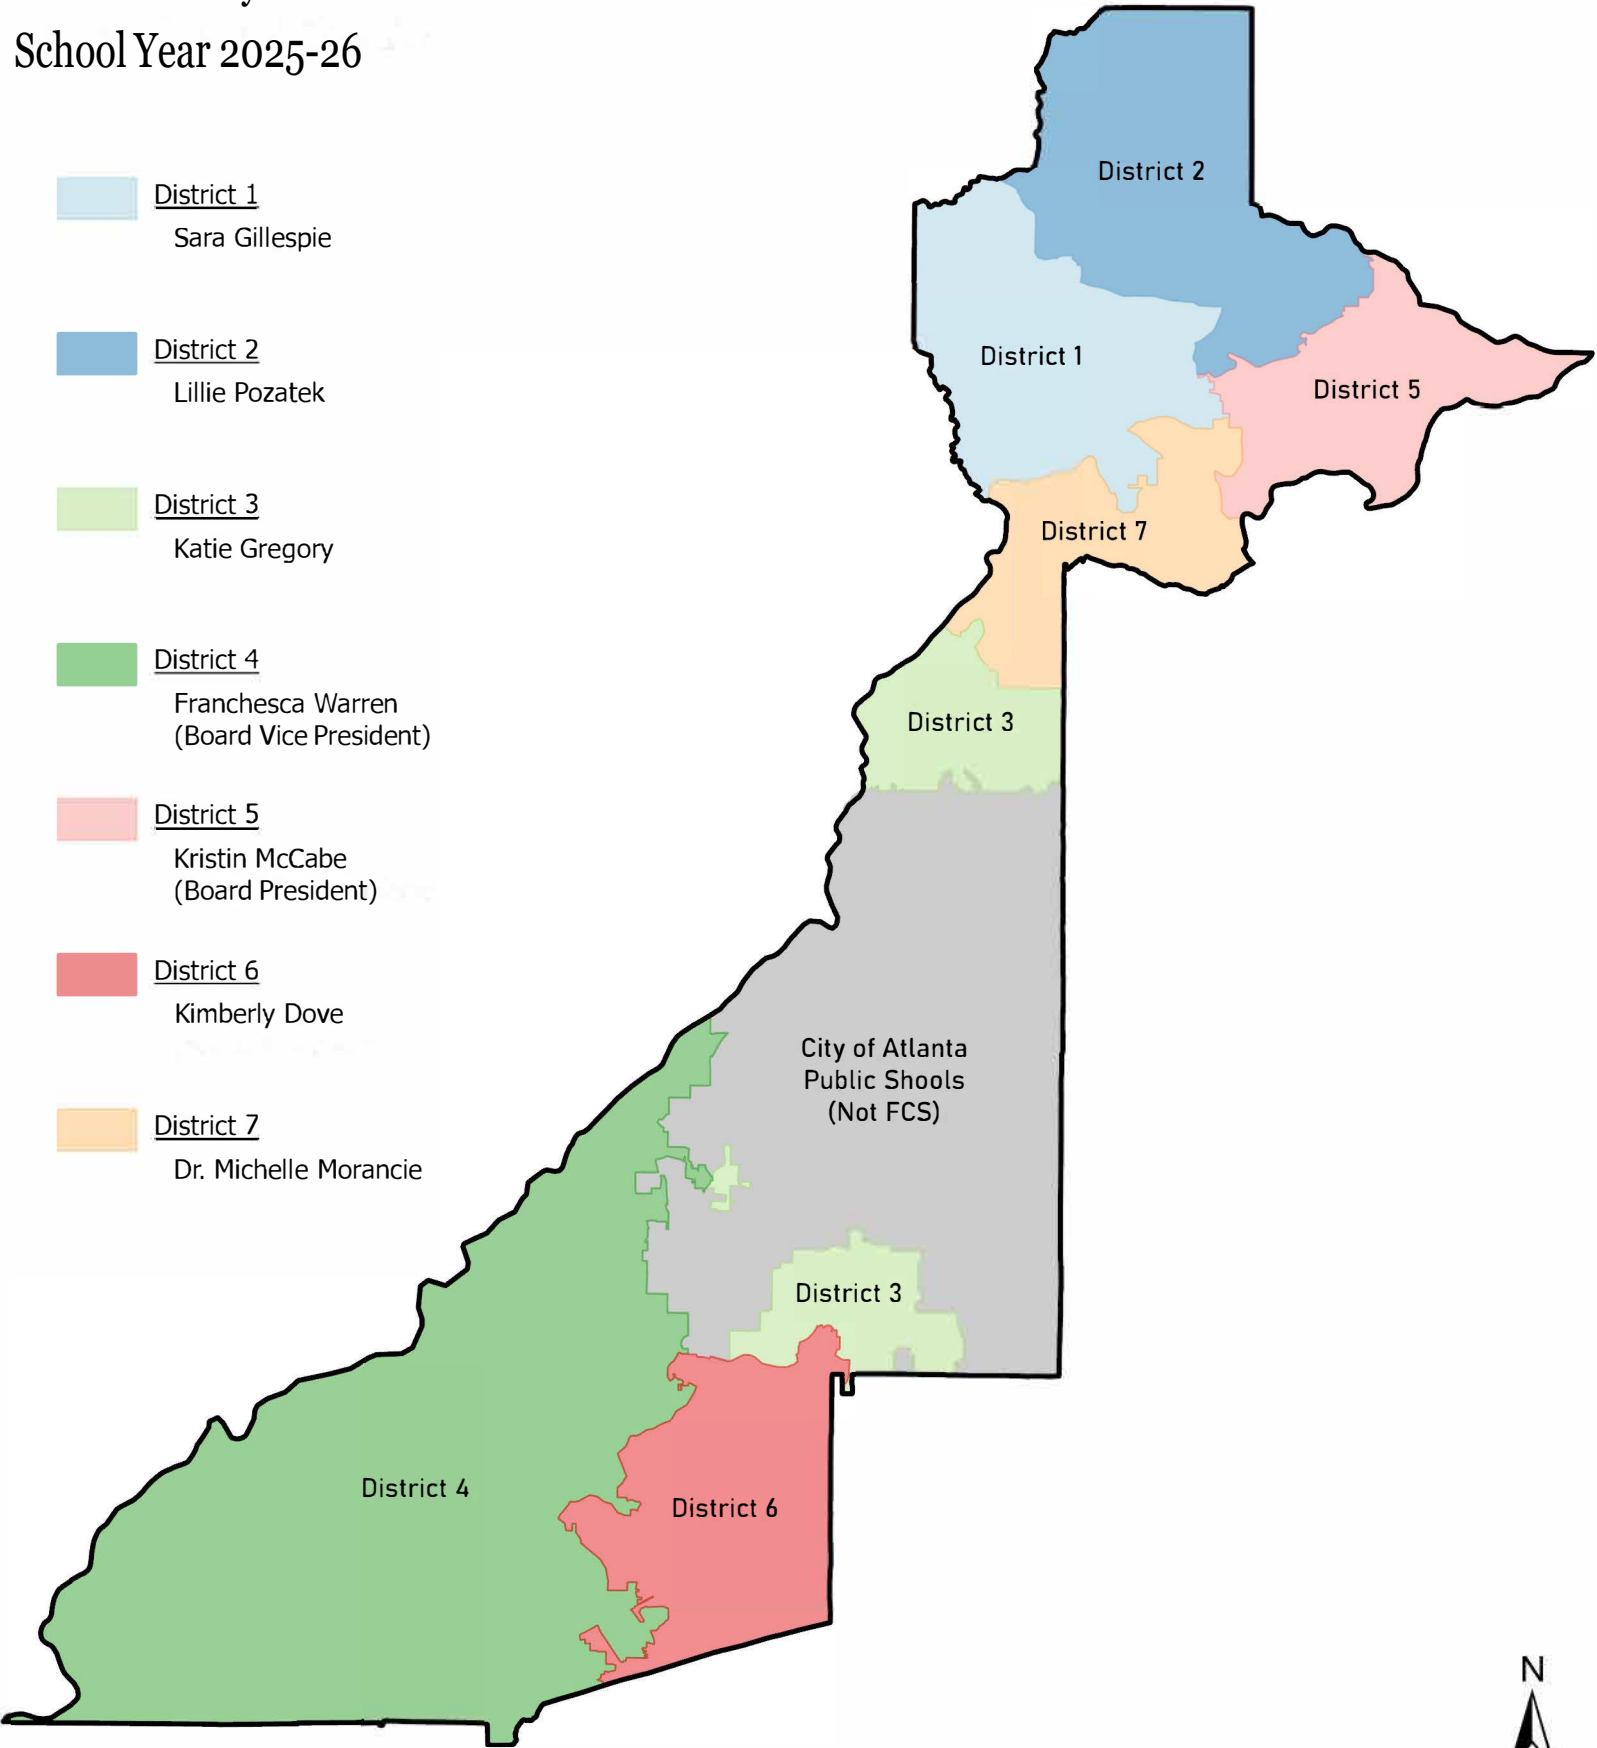 School Year 2025-26
District 1
Sara Gillespie
District 2
Lillie Pozatek
District 3
Katie Gregory
District 4
Franchesca Warren
(Board Vice President)
District 5
Kristin McCabe
(Board President)
District 6
Kimberly Dove
District 7
Dr. Michelle Morancie
District 2
District 1
District 5
District 7
District 3
City of Atlanta
Public Shools
(Not FCS)
District 3
District 4
District 6
N